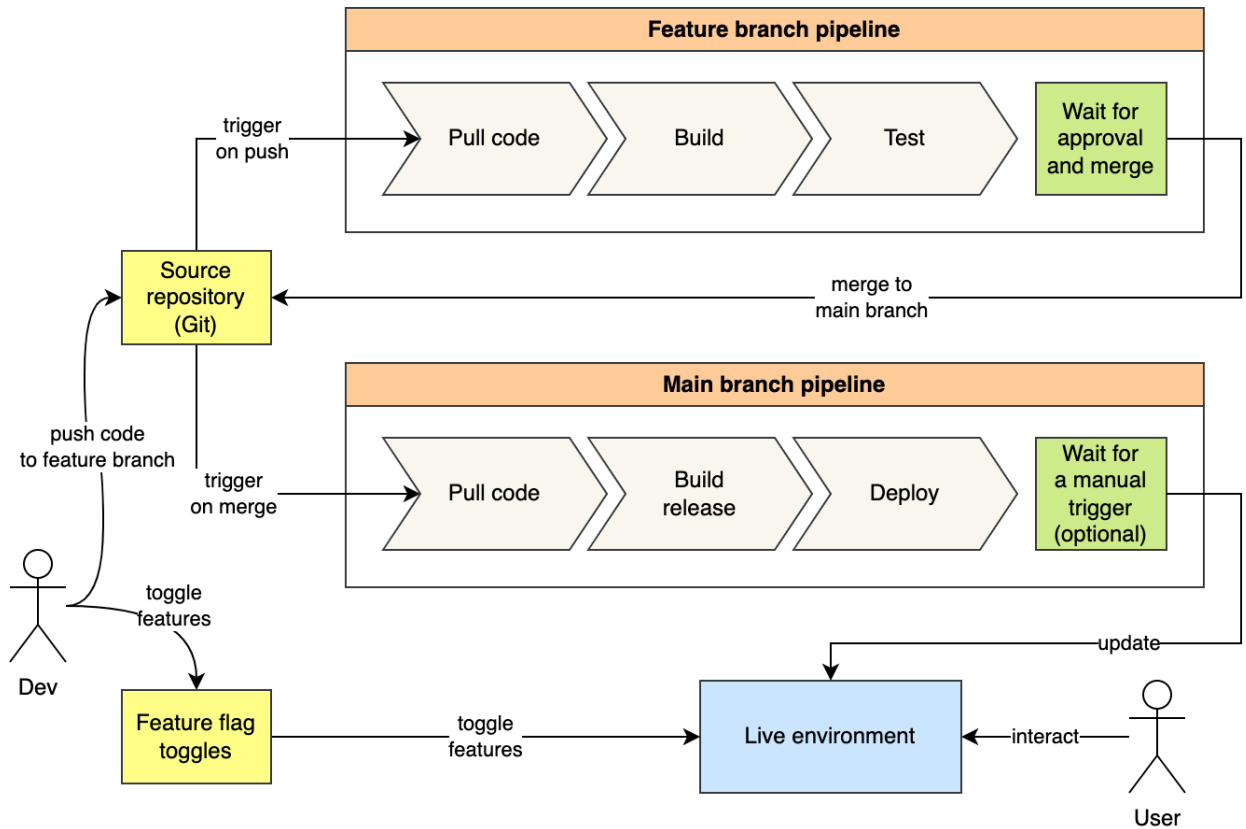 Feature branch pipeline
trigger
on push
Pull code
Build
Test
Wait for
approval
and merge
Source
repository
(Git)
merge to
main branch
Main branch pipeline
push code
to feature branch
trigger
on merge
Pull code
Build
release
Deploy
Wait for
a manual
trigger
(optional)
toggle
features
update
Dev
Feature flag
toggles
toggle
features
Live environment
interact
User